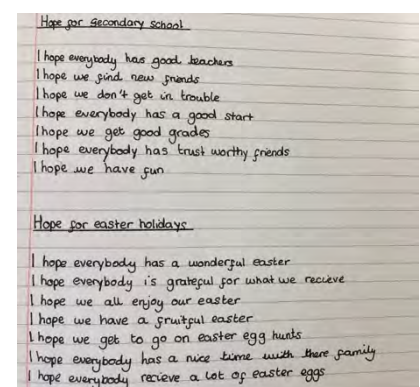 Hope for Secondary school
I hope everybody has good teachers
I hope we find new friends
I hope we don't get in trouble
I hope everybody has a good start
I hope we get good grades
I hope everybody has trust worthy friends
I hope we have fun
Hope for easter holidays
I hope everybody has a wonderful easter
I hope everybody is grateful for what we recieve
I hope we all enjoy our easter
I hope we have a fruitful easter
I hope we get to go on easter egg hunts
I hope everybody has a nice time with there family
I hope everybody recieve a lot of easter eggs